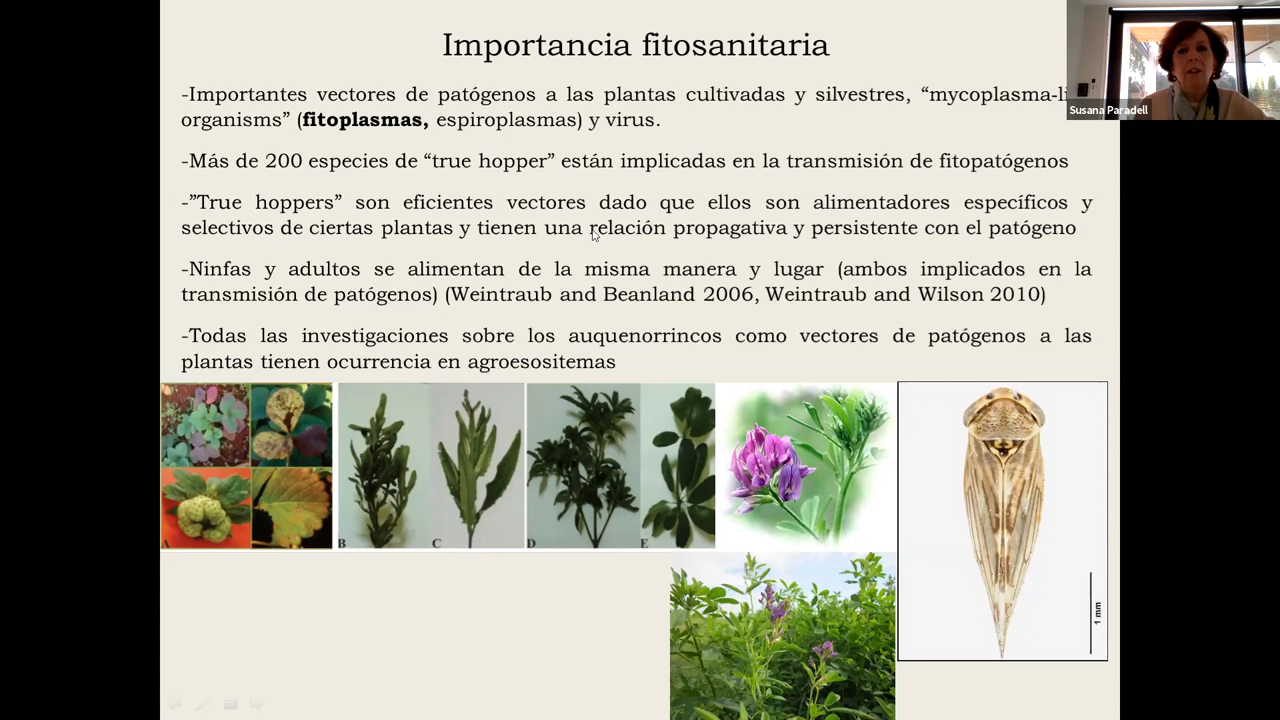 Importancia fitosanitaria
-Importantes vectores de patógenos a las plantas cultivadas y silvestres, “mycoplasma-li
organisms” (fitoplasmas, espiroplasmas) y virus.
-Más de 200 especies de “true hopper” están implicadas en la transmisión de fitopatógenos
-”True hoppers” son eficientes vectores dado que ellos son alimentadores específicos y
selectivos de ciertas plantas y tienen una relación propagativa y persistente con el patógeno
-Ninfas y adultos se alimentan de la misma manera y lugar (ambos implicados en la
transmisión de patógenos) (Weintraub and Beanland 2006, Weintraub and Wilson 2010)
-Todas las investigaciones sobre los auquenorrincos como vectores de patógenos a las
plantas tienen ocurrencia en agroesositemas
Susana Paradell
B C D E
1 mm